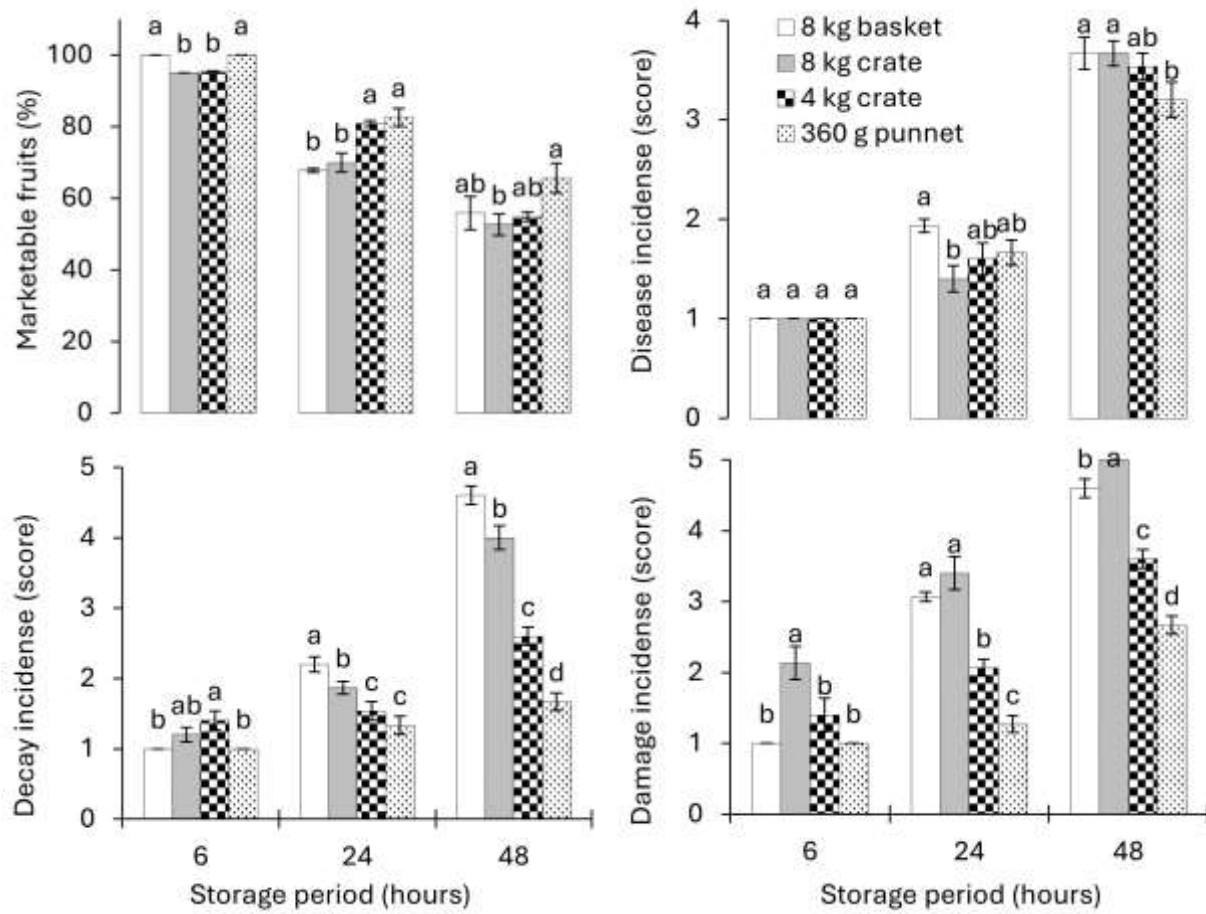 Marketable fruits (%)
100
80
60
40
20
0
a b b a
b b a a
ab b ab a
Disease incidense (score)
4
3
2
1
0
8 kg basket
8 kg crate
4 kg crate
360 g punnet
a a a a
a b ab ab
a a ab b
Decay incidense (score)
5
4
3
2
1
0
b ab a b
a b c c
a b c d
6 24 48
Storage period (hours)
Damage incidense (score)
5
4
3
2
1
0
b a b b
a a b c
b a c d
6 24 48
Storage period (hours)